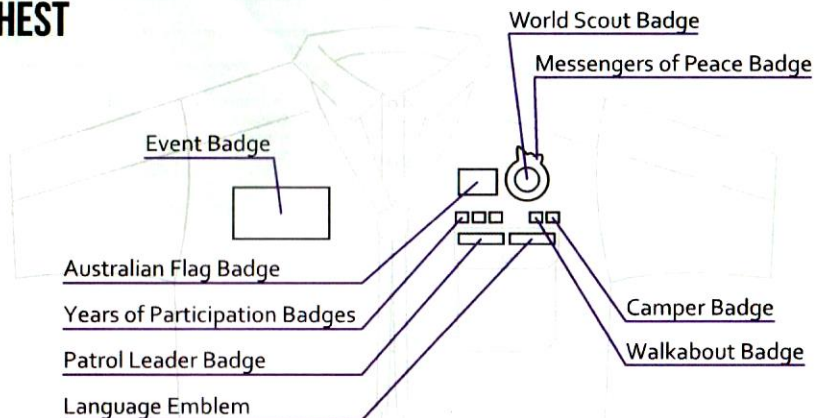 HEST
World Scout Badge
Messengers of Peace Badge
Event Badge
Australian Flag Badge
Years of Participation Badges
Patrol Leader Badge
Language Emblem
Camper Badge
Walkabout Badge